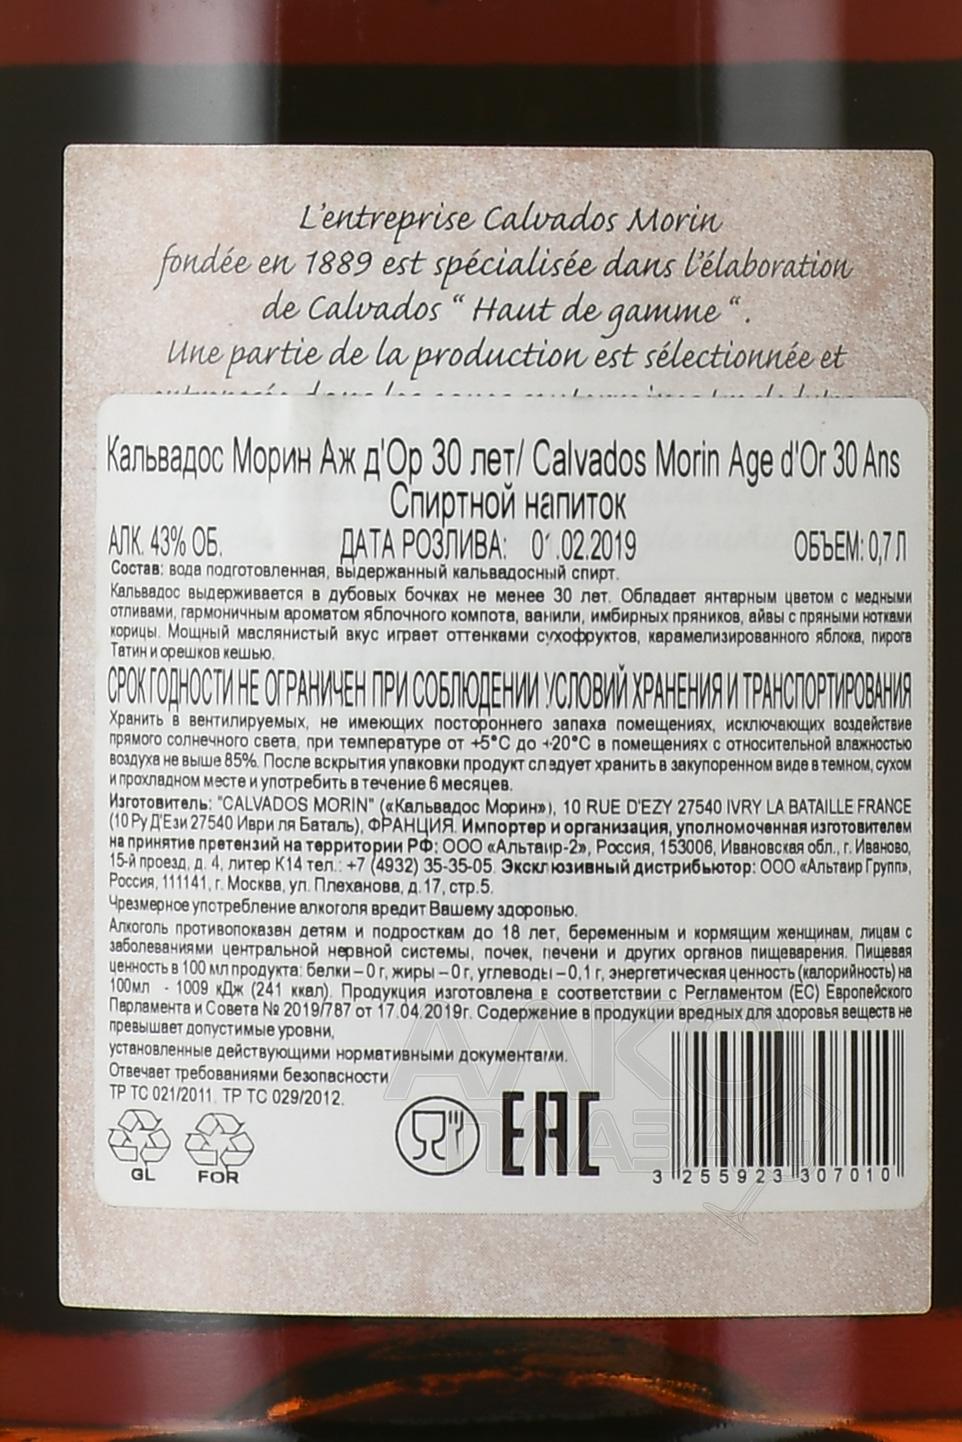 L'entreprise Calvados Morin
fondée en 1889 est spécialisée dans l'élaboration
de Calvados “ Haut de gamme “ .
Une partie de la production est sélectionnée et
Кальвадос Морин Аж д'Ор 30 лет/ Calvados Morin Age d'Or 30 Ans
Спиртной напиток
АЛК. 43% ОБ. ДАТА РОЗЛИВА: .02.2019 ОБЪЕМ: 0,7 Л
Состав: вода подготовленная, выдержанный кальвадосный спирт.
Кальвадос выдерживается в дубовых бочках не менее 30 лет. Обладает янтарным цветом с медными
отливами, гармоничным ароматом яблочного компота, ванили, имбирных пряников, айвы с пряными нотками
корицы. Мощный маслянистый вкус играет оттенками сухофруктов, карамелизированного яблока, пирога
Татин и орешков кешью.
СРОК ГОДНОСТИ НЕ ОГРАНИЧЕН ПРИ СОБЛЮДЕНИИ УСЛОВИЙ ХРАНЕНИЯ И ТРАНСПОРТИРОВАНИЯ
Хранить в вентилируемых, не имеющих постороннего запаха помещениях, исключающих воздействие
прямого солнечного света, при температуре от +5°С до +20°С в помещениях с относительной влажностью
воздуха не выше 85%. После вскрытия упаковки продукт следует хранить в закупоренном виде в темном, сухом
и прохладном месте и употребить в течение 6 месяцев.
Изготовитель: "CALVADOS MORIN" («Кальвадос Морин»), 10 RUE D'EZY 27540 IVRY LA BATAILLE FRANCE
(10 Ру Д'Ези 27540 Иври ля Баталь), ФРАНЦИЯ. Импортер и организация, уполномоченная изготовителем
на принятие претензий на территории РФ: ООО «Альтаир-2», Россия, 153006, Ивановская обл., г. Иваново,
15-й проезд, д. 4, литер К14 тел.: +7 (4932) 35-35-05. Эксклюзивный дистрибьютор: ООО «Альтаир Групп»,
Россия, 111141, г. Москва, ул. Плеханова, д.17, стр.5.
Чрезмерное употребление алкоголя вредит Вашему здоровью.
Алкоголь противопоказан детям и подросткам до 18 лет, беременным и кормящим женщинам, лицам с
заболеваниями центральной нервной системы, почек, печени и других органов пищеварения. Пищевая
ценность в 100 мл продукта: белки – 0 г, жиры – 0 г, углеводы – 0,1 г, энергетическая ценность (калорийность) на
100мл - 1009 кДж (241 ккал). Продукция изготовлена в соответствии с Регламентом (ЕС) Европейского
Парламента и Совета № 2019/787 от 17.04.2019г. Содержание в продукции вредных для здоровья веществ не
превышает допустимые уровни,
установленные действующими нормативными документами.
Отвечает требованиями безопасности
ТР ТС 021/2011. ТР ТС 029/2012.
GL FOR EAC
3 255923 307010
ААКО
ПЛАЗА